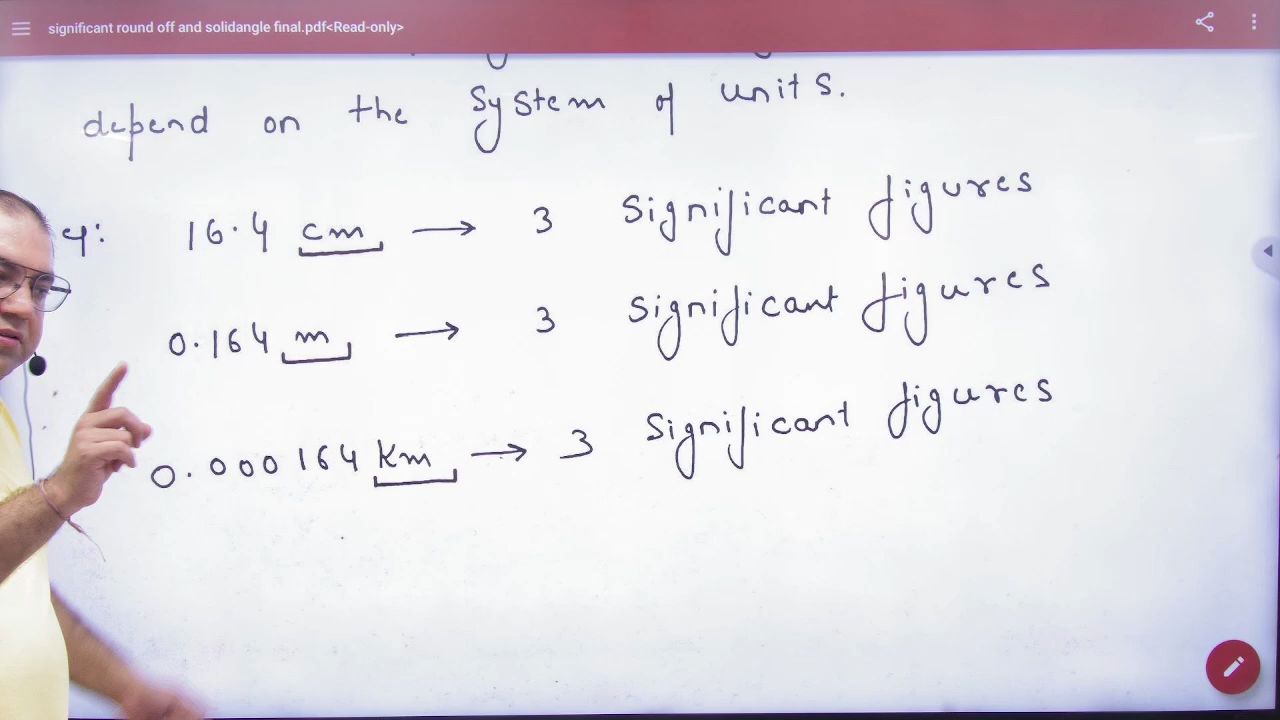 significant round off and solidangle final.pdf<Read-only>
depend on the system of units.
16.4 cm → 3 Significant figures
0.164 m → 3 Significant figures
0.000164 Km → 3 Significant figures